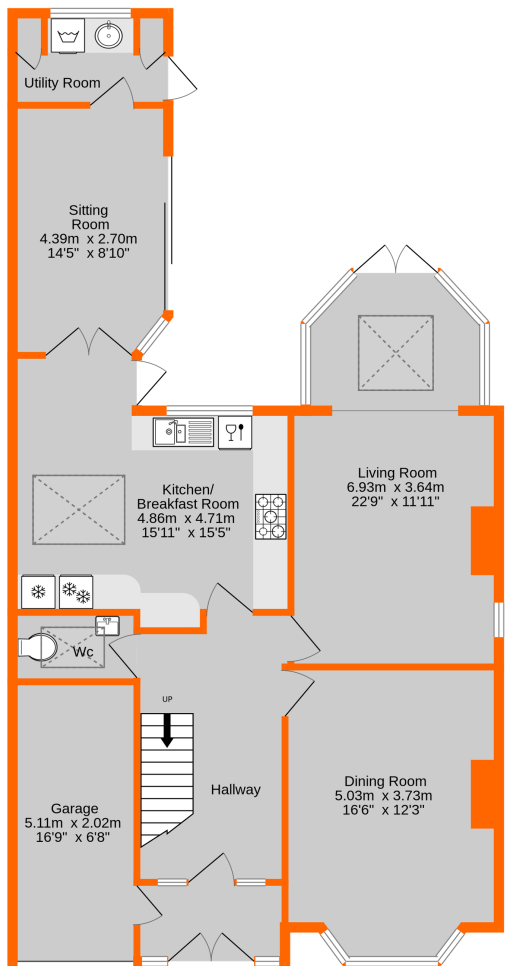 Utility Room
Sitting
Room
4.39m x 2.70m
14'5" x 8'10"
Living Room
6.93m x 3.64m
22'9" x 11'11"
Kitchen/
Breakfast Room
4.86m x 4.71m
15'11" x 15'5"
Wc
UP
Hallway
Dining Room
5.03m x 3.73m
16'6" x 12'3"
Garage
5.11m x 2.02m
16'9" x 6'8"